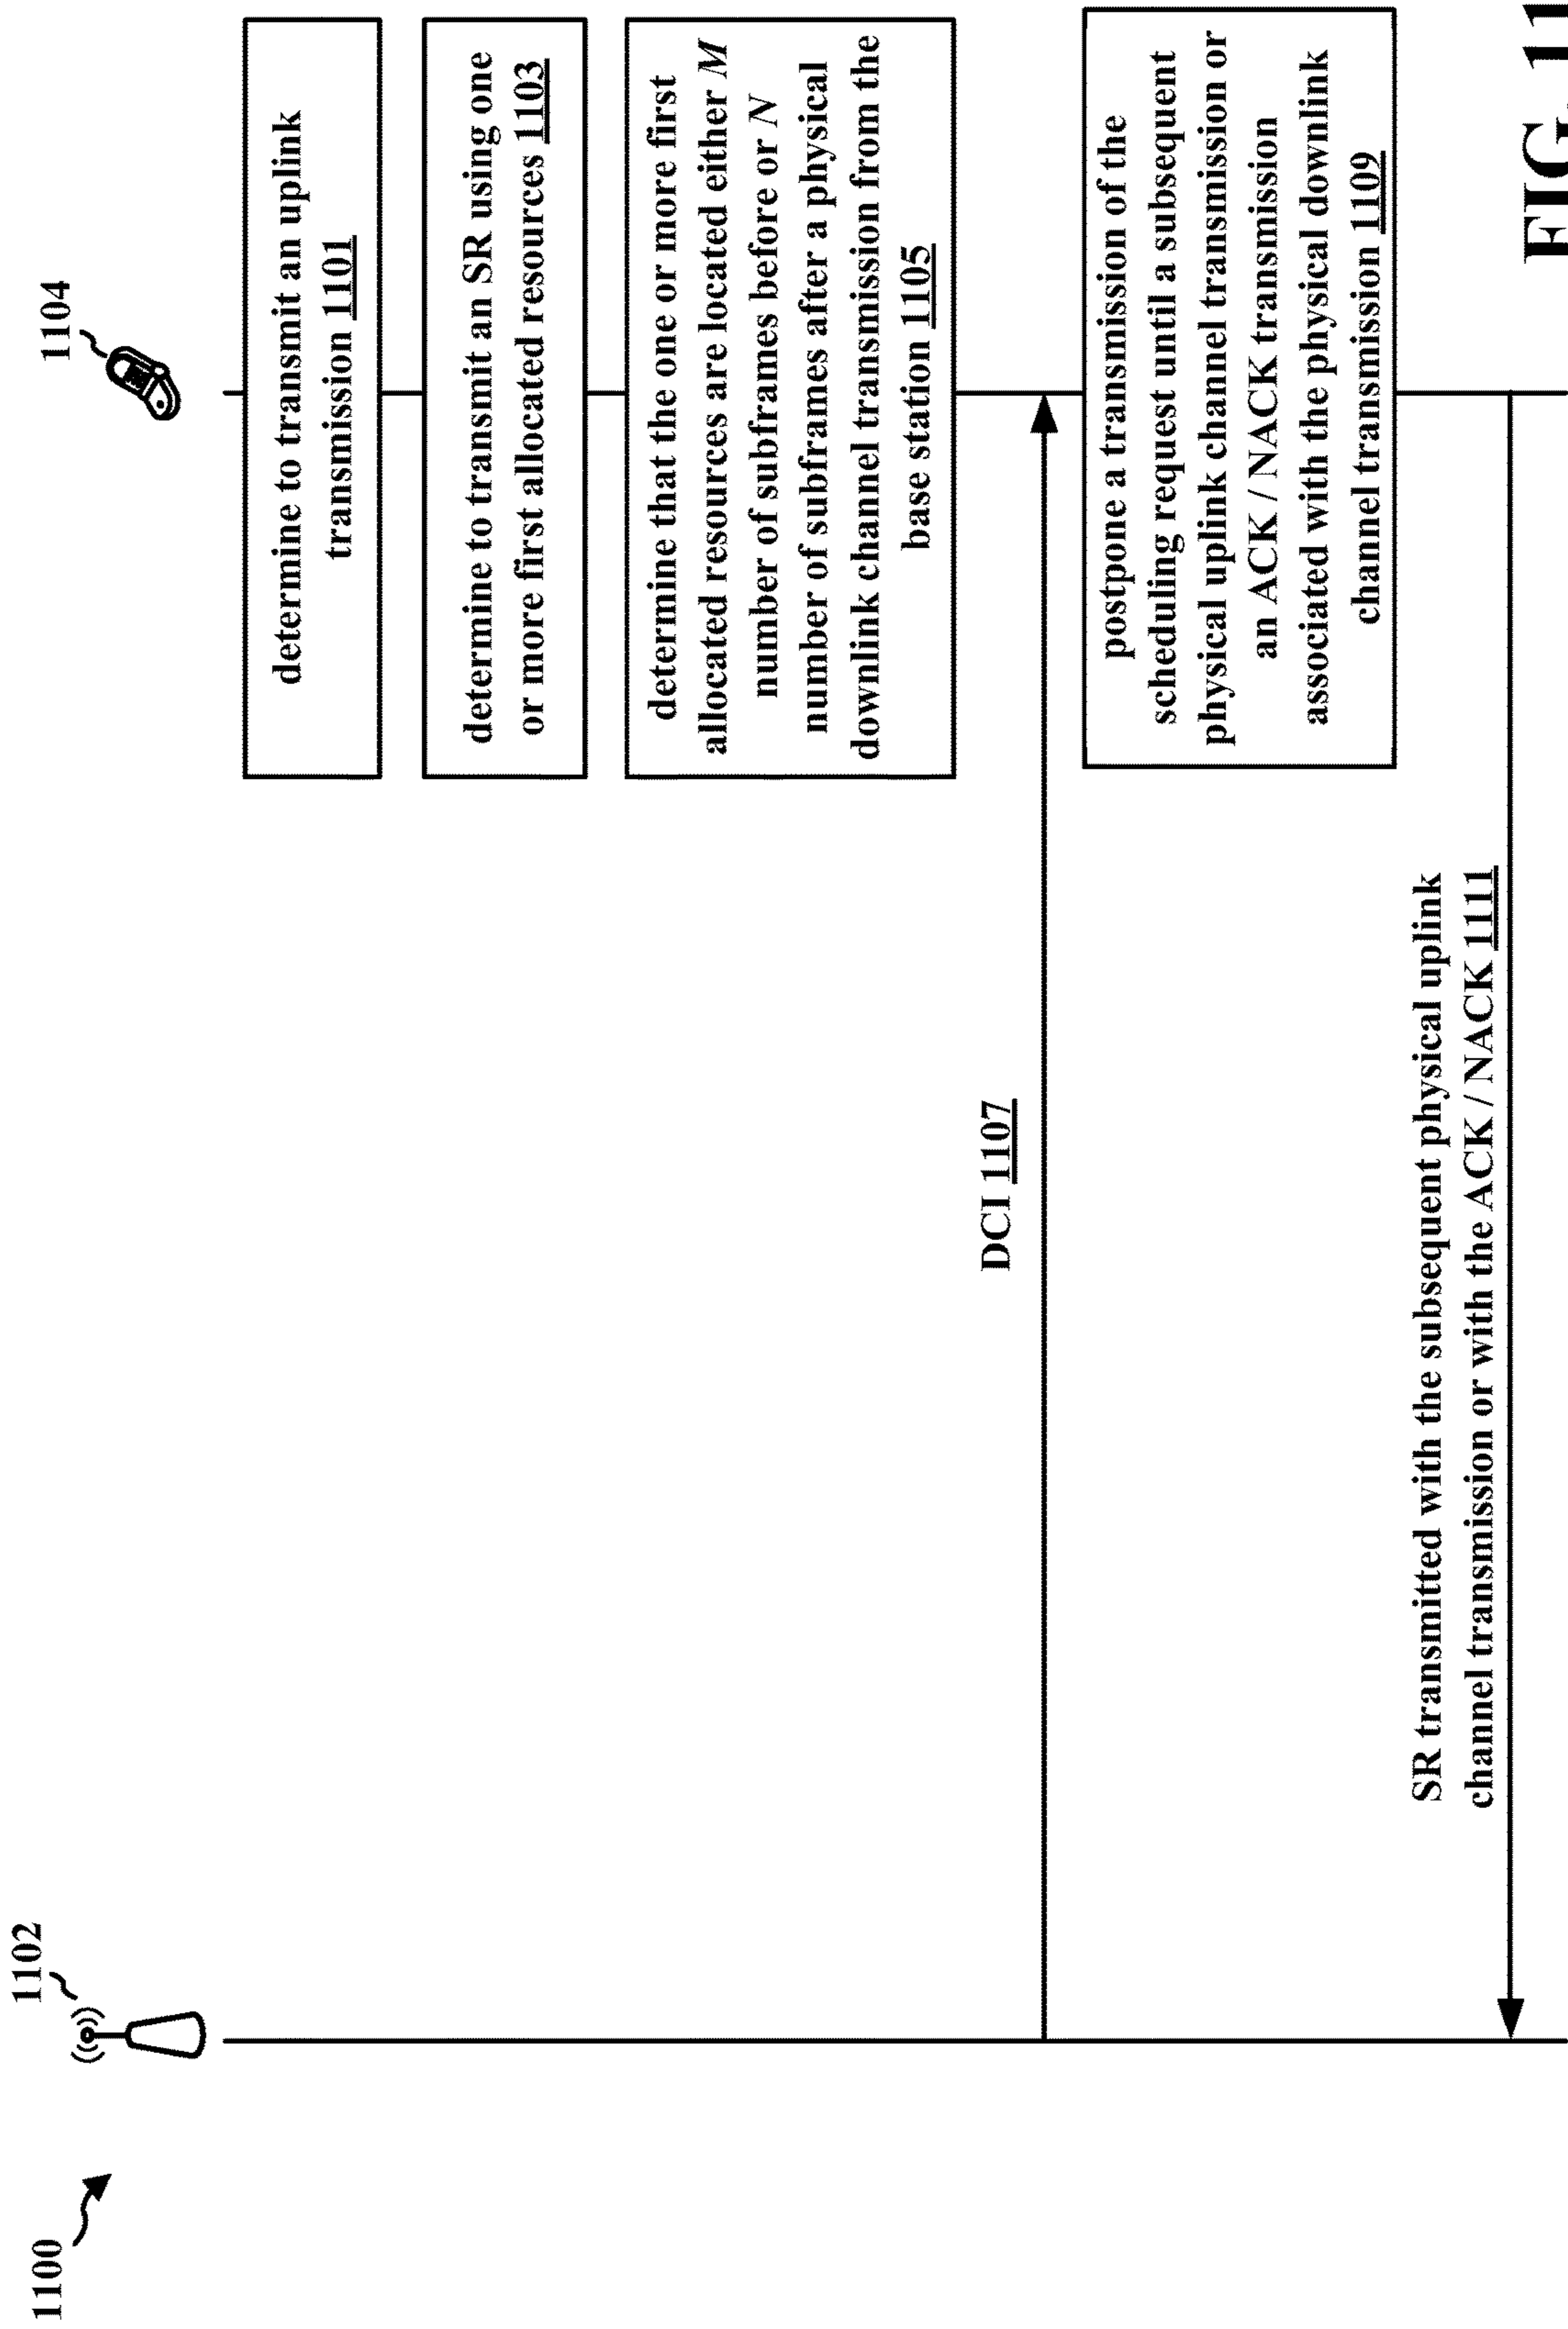 1100
1102
1104
determine to transmit an uplink
transmission 1101
determine to transmit an SR using one
or more first allocated resources 1103
determine that the one or more first
allocated resources are located either M
number of subframes before or N
number of subframes after a physical
downlink channel transmission from the
base station 1105
DCI 1107
postpone a transmission of the
scheduling request until a subsequent
physical uplink channel transmission or
an ACK / NACK transmission
associated with the physical downlink
channel transmission 1109
SR transmitted with the subsequent physical uplink
channel transmission or with the ACK / NACK 1111
FIG. 11